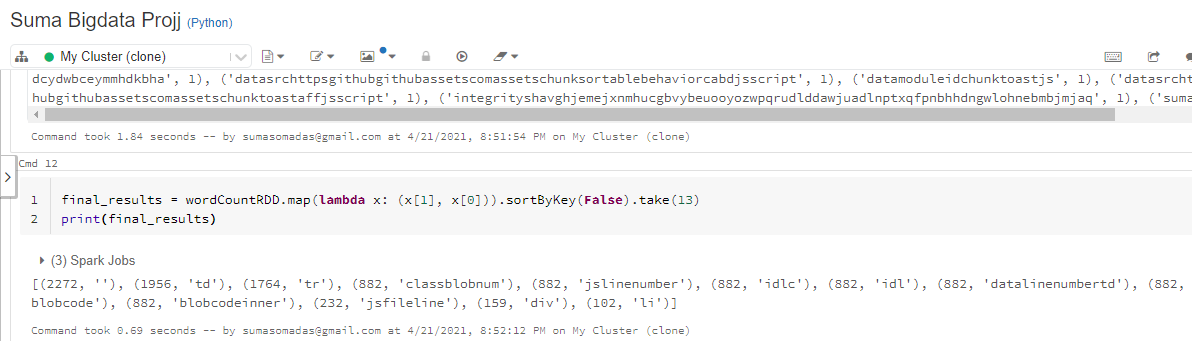 Suma Bigdata Projj (Python)
My Cluster (clone)
dcydwbceymmhdkbha', 1), ('datasrchttpsgithubgithubassetscomassetschunksortablebehaviorcabdjsscript', 1), ('datamoduleidchunktoastjs', 1), ('datasrcht
hubgithubassetscomassetschunktoastaffjsscript', 1), ('integrityshavghjemejxnmhucgbvybeuooyozwpqrudlddawjuadlnptxqfpnbhhdngwlohnebmbjmjaq', 1), ('suma
Command took 1.84 seconds -- by sumasomadas@gmail.com at 4/21/2021, 8:51:54 PM on My Cluster (clone)
Cmd 12
1 final_results = wordCountRDD.map(lambda x: (x[1], x[0])).sortByKey(False).take(13)
2 print(final_results)
(3) Spark Jobs
[(2272, ''), (1956, 'td'), (1764, 'tr'), (882, 'classblobnum'), (882, 'jslinenumber'), (882, 'idlc'), (882, 'idl'), (882, 'datalinenumbertd'), (882,
blobcode'), (882, 'blobcodeinner'), (232, 'jsfileline'), (159, 'div'), (102, 'li')]
Command took 0.69 seconds -- by sumasomadas@gmail.com at 4/21/2021, 8:52:12 PM on My Cluster (clone)